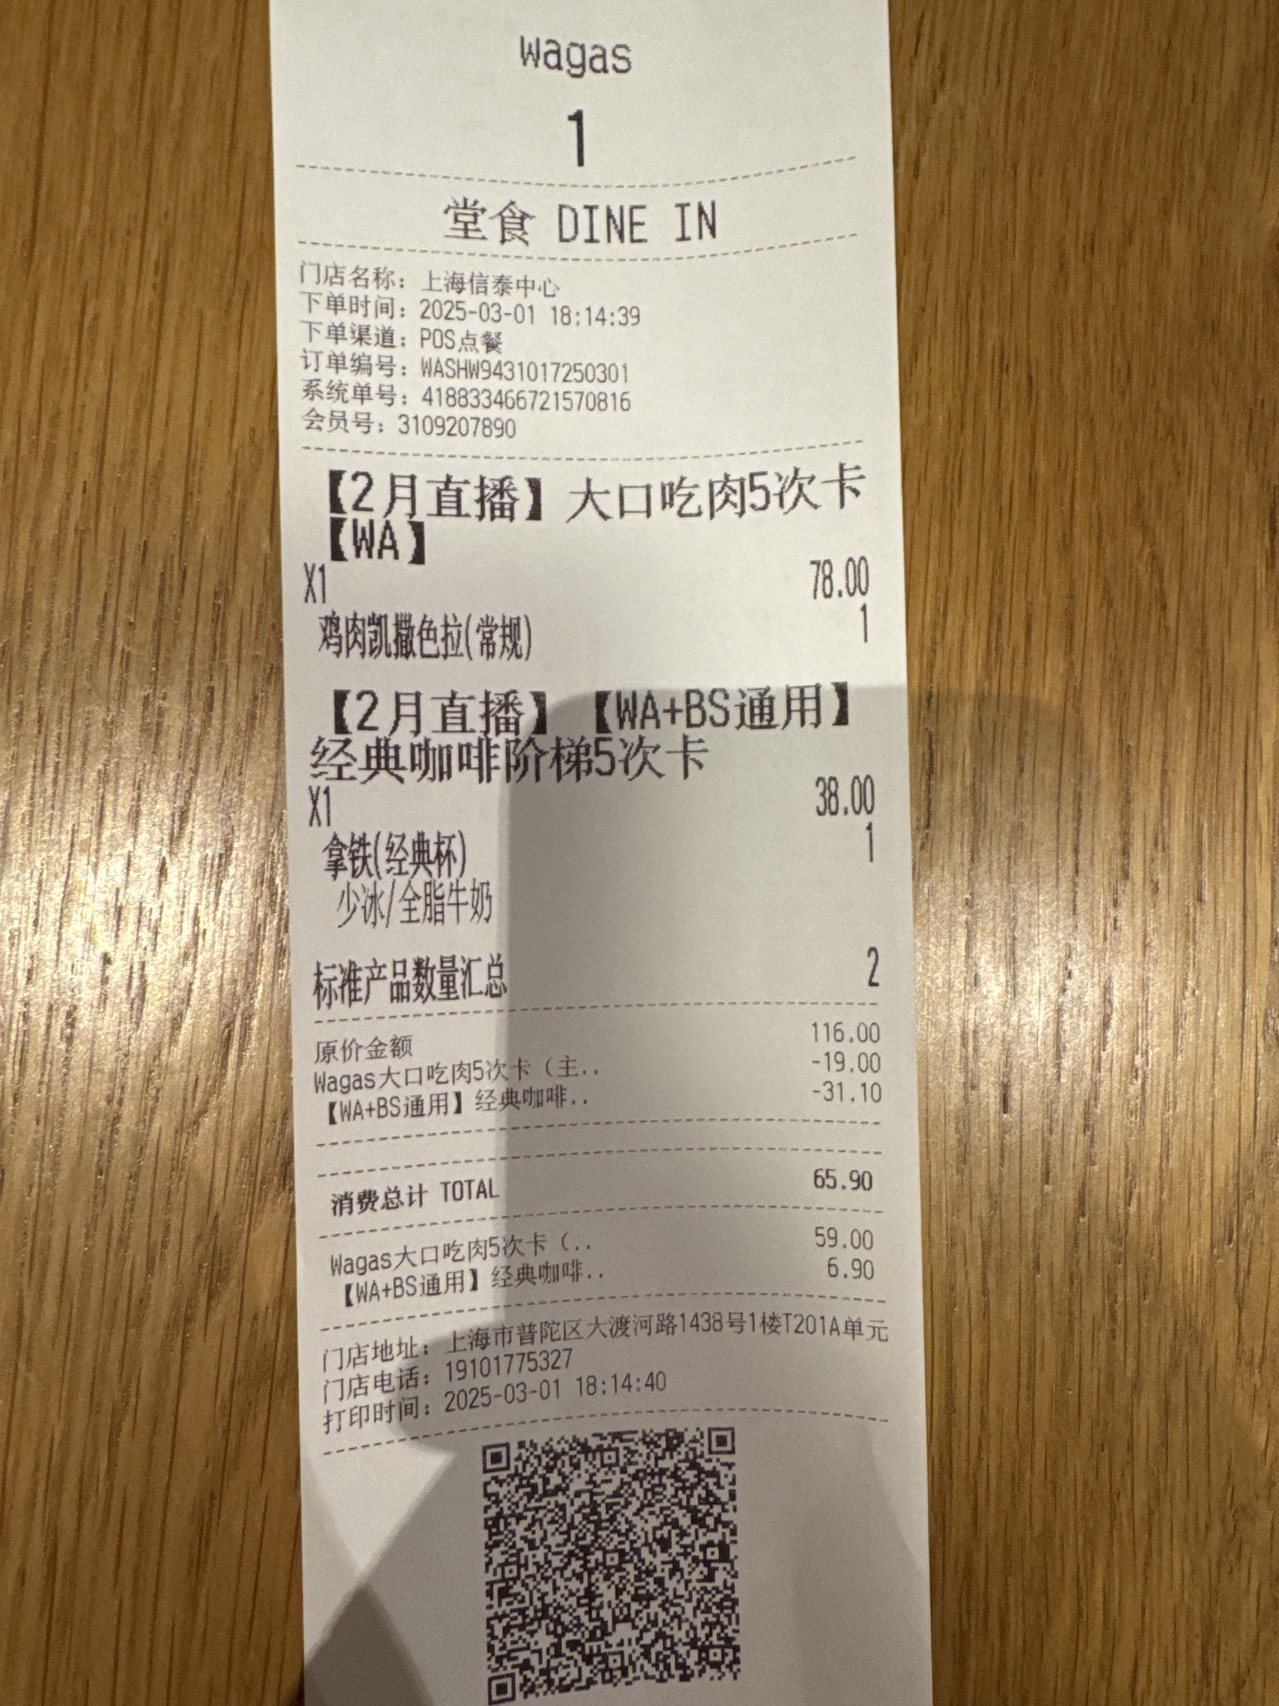 Wagas
1
堂食 DINE IN
门店名称：上海信泰中心
下单时间：2025-03-01 18:14:39
下单渠道：POS点餐
订单编号：WASHW9431017250301
系统单号：418833466721570816
会员号：3109207890
【2月直播】大口吃肉5次卡
【WA】
X1 78.00
鸡肉凯撒色拉(常规) 1
【2月直播】【WA+BS通用】
经典咖啡阶梯5次卡
X1 38.00
拿铁(经典杯) 1
少冰/全脂牛奶
标准产品数量汇总 2
原价金额 116.00
Wagas大口吃肉5次卡（主.. -19.00
【WA+BS通用】经典咖啡.. -31.10
消费总计 TOTAL 65.90
Wagas大口吃肉5次卡（.. 59.00
【WA+BS通用】经典咖啡.. 6.90
门店地址：上海市普陀区大渡河路1438号1楼T201A单元
门店电话：19101775327
打印时间：2025-03-01 18:14:40